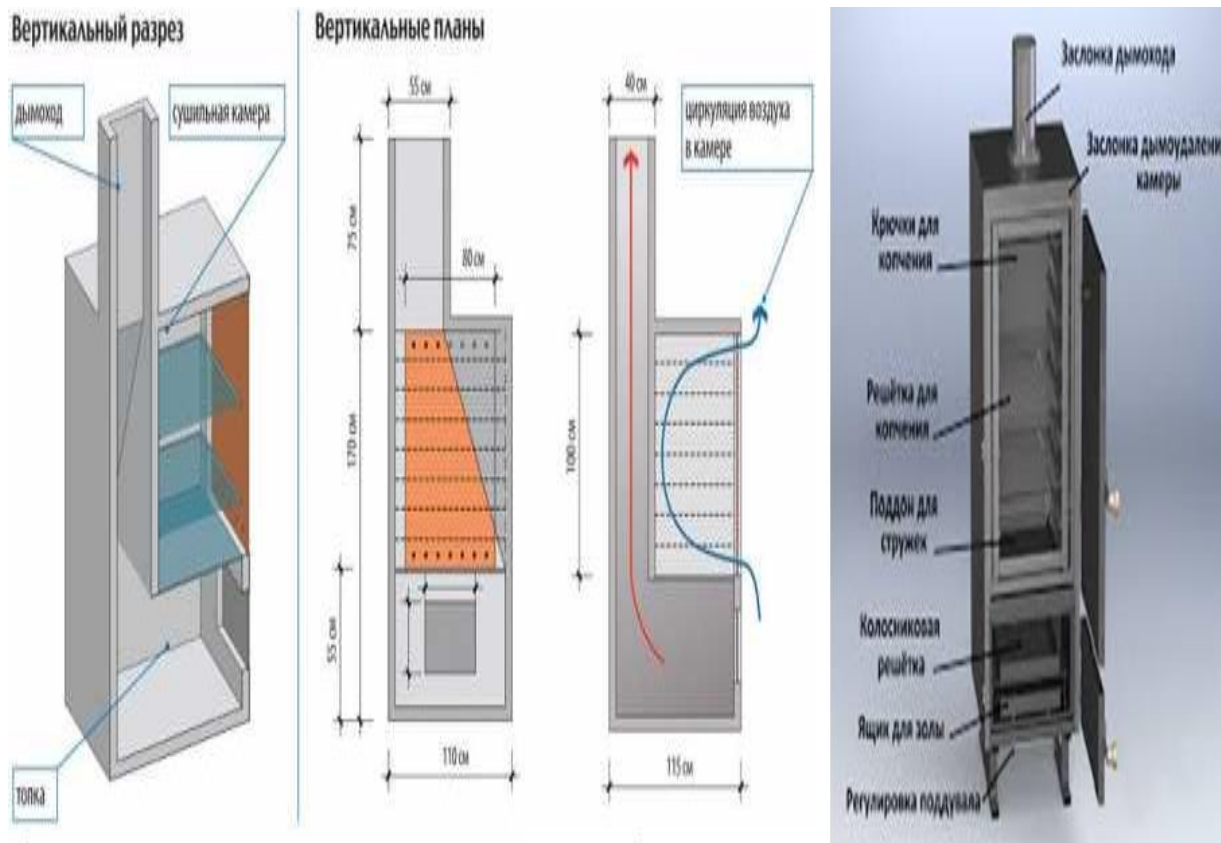 Вертикальный разрез
дымоход
сушильная камера
топка
Вертикальные планы
55 см
75 см
80 см
170 см
55 см
110 см
40 см
циркуляция воздуха
в камере
100 см
115 см
Заслонка дымохода
Заслонка дымоудалени
камеры
Крючки для
копчения
Решётка для
копчения
Поддон для
стружек
Колосниковая
решётка
Ящик для золы
Регулировка поддувала